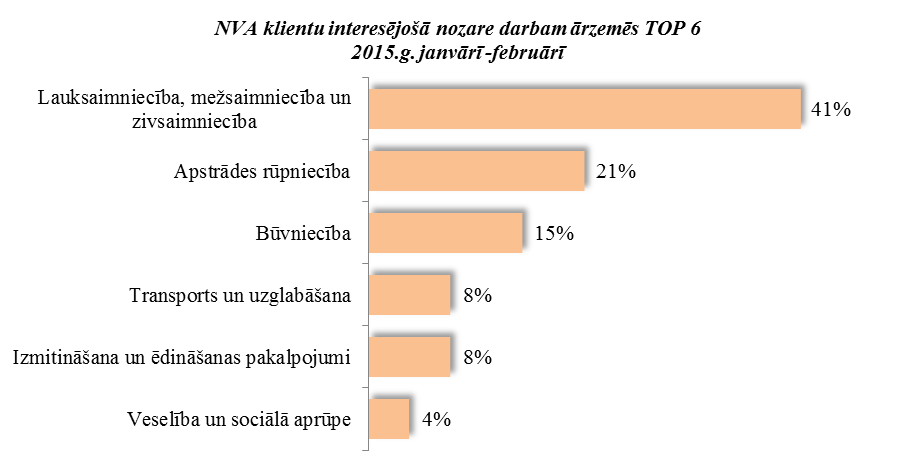 NVA klientu interesējošā nozare darbam ārzemēs TOP 6
2015.g. janvārī-februārī
Lauksaimniecība, mežsaimniecība un
zivsaimniecība
41%
Apstrādes rūpniecība
21%
Būvniecība
15%
Transports un uzglabāšana
8%
Izmitināšana un ēdināšanas pakalpojumi
8%
Veselība un sociālā aprūpe
4%